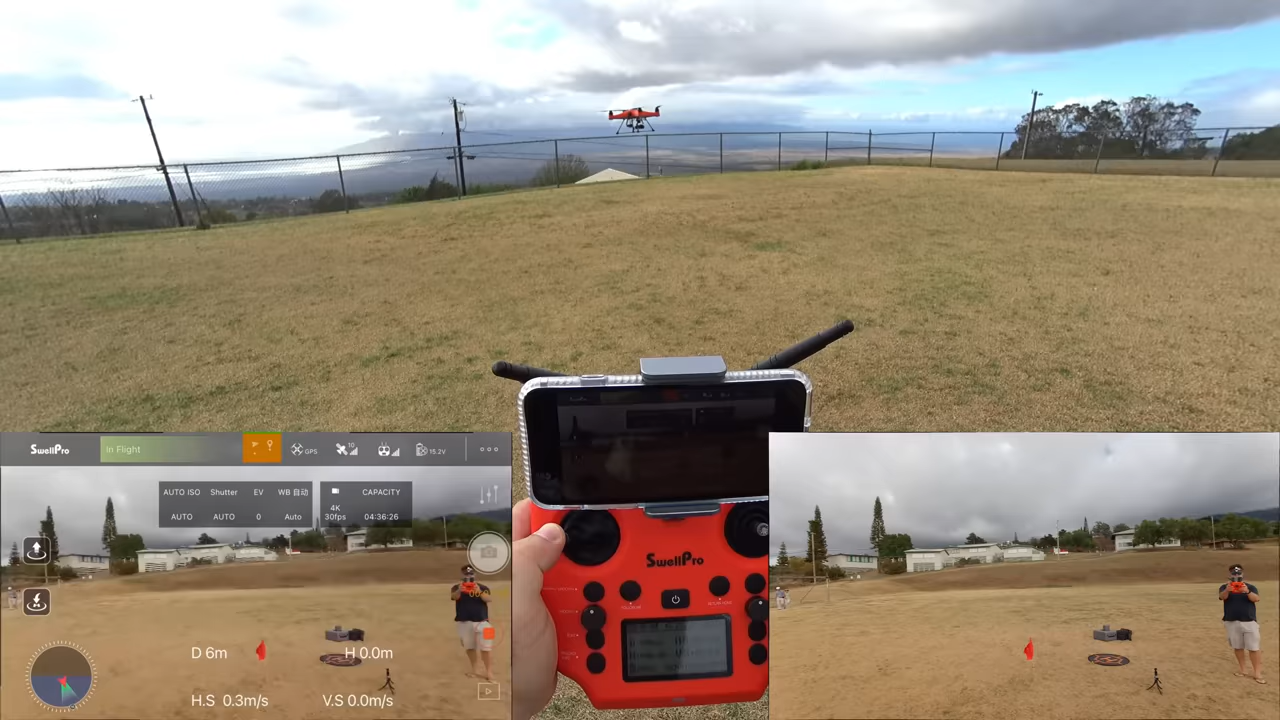 SwellPro
In Flight
GPS
10
15.2V
AUTO ISO Shutter EV WB 自动
AUTO AUTO 0 Auto
CAPACITY
4K
30fps
04:36:26
D 6m
H 0.0m
H.S 0.3m/s
V.S 0.0m/s
SwellPro